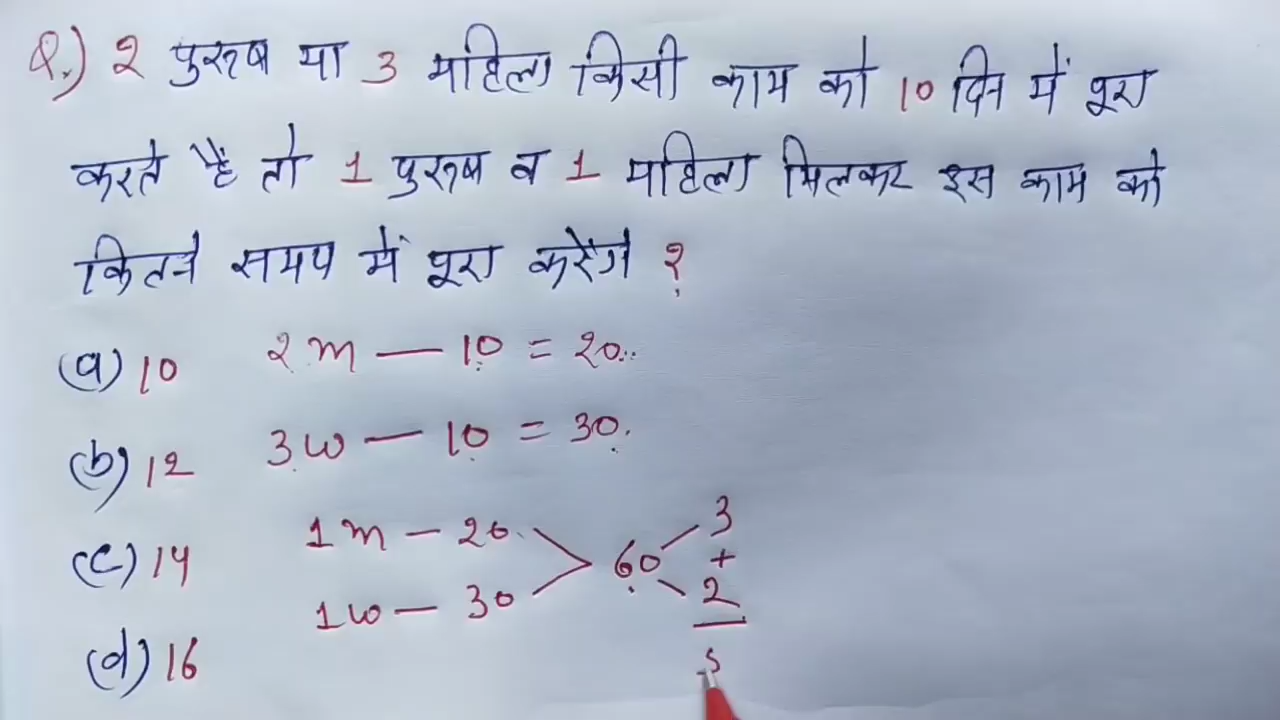 Q.) 2 पुरुष या 3 महिला किसी काम को 10 दिन में पूरा
करते हैं तो 1 पुरुष व 1 महिला मिलकर इस काम को
कितने समय में पूरा करेंगे ?
(a) 10
2m — 10 = 20
(b) 12
3w — 10 = 30
(c) 14
1m — 20
1w — 30
60
3
+
2
5
(d) 16